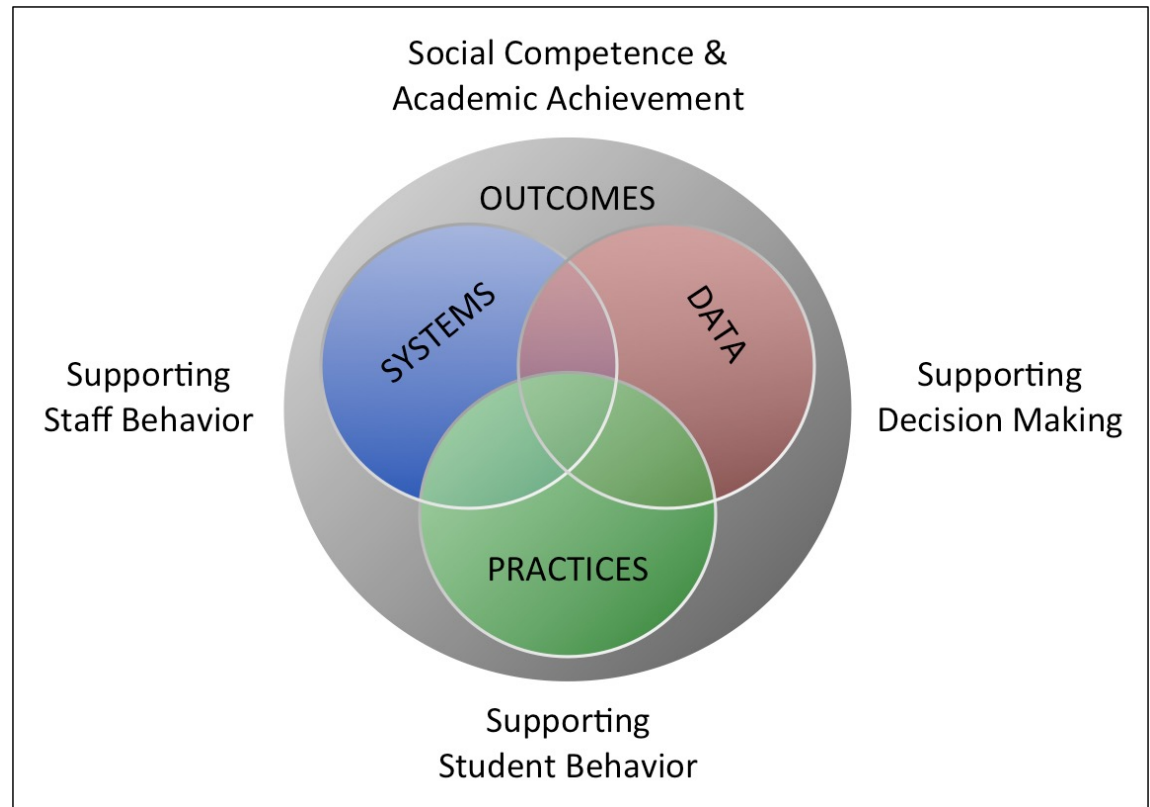 Social Competence &
Academic Achievement
OUTCOMES
SYSTEMS
DATA
Supporting
Staff Behavior
Supporting
Decision Making
PRACTICES
Supporting
Student Behavior